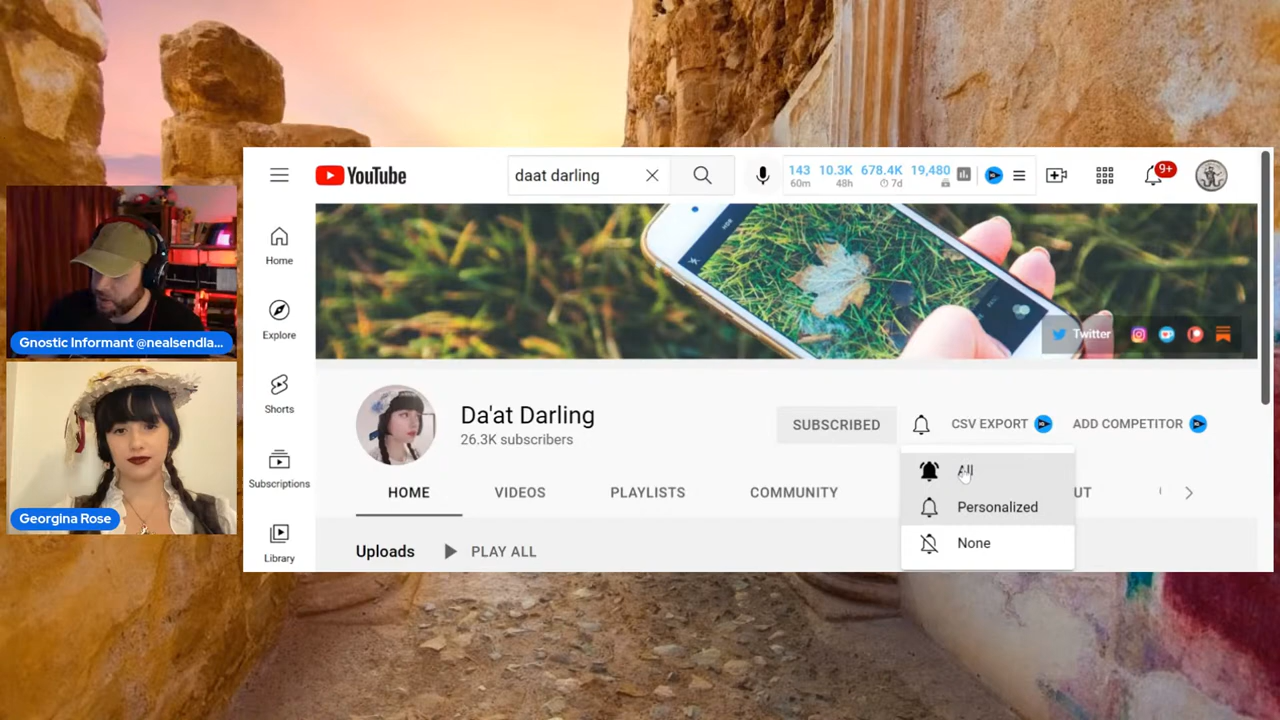 YouTube
daat darling
143
60m
10.3K
48h
678.4K
7d
19,480
9+
Home
Explore
Shorts
Subscriptions
Library
Twitter
Da'at Darling
26.3K subscribers
SUBSCRIBED
CSV EXPORT
ADD COMPETITOR
All
Personalized
None
HOME
VIDEOS
PLAYLISTS
COMMUNITY
UT
Uploads
PLAY ALL
Gnostic Informant @nealsendla...
Georgina Rose